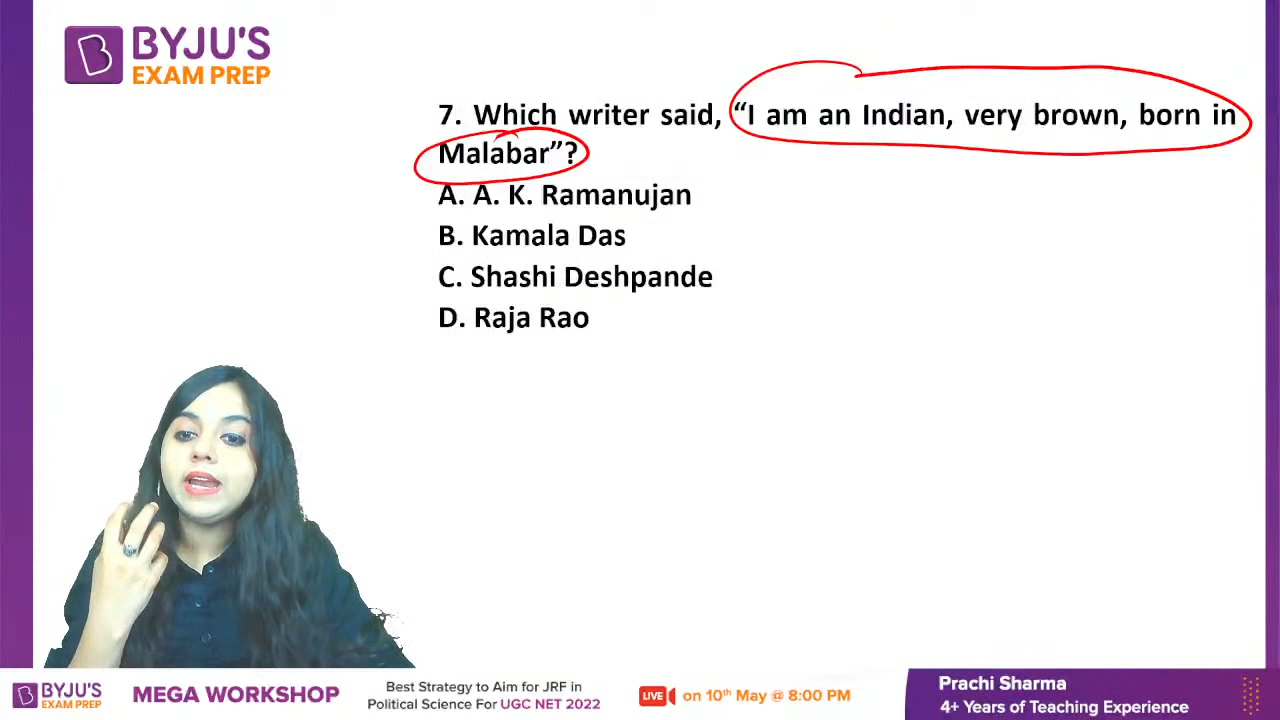 BYJU'S
EXAM PREP
7. Which writer said, “I am an Indian, very brown, born in
Malabar”?
A. A. K. Ramanujan
B. Kamala Das
C. Shashi Deshpande
D. Raja Rao
BYJU'S
EXAM PREP
MEGA WORKSHOP
Best Strategy to Aim for JRF in
Political Science For UGC NET 2022
LIVE on 10th May @ 8:00 PM
Prachi Sharma
4+ Years of Teaching Experience